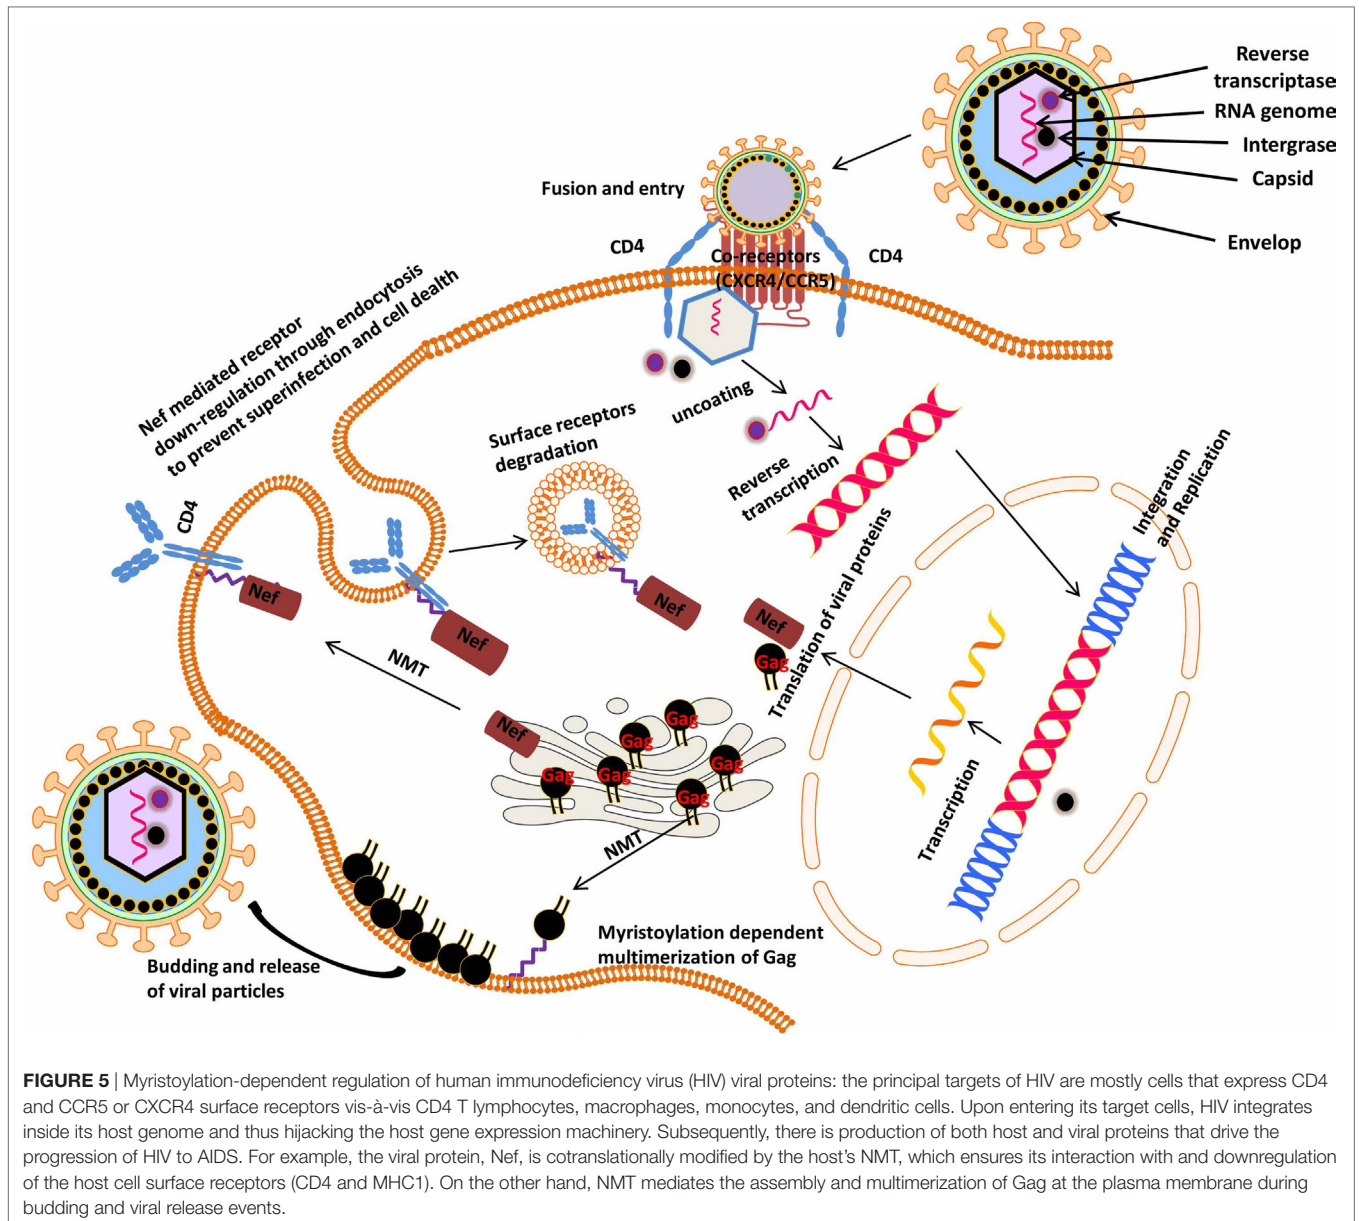 Reverse
transcriptase
RNA genome
Intergrase
Capsid
Envelop
Fusion and entry
CD4
Co-receptors
(CXCR4/CCR5)
CD4
Nef mediated receptor
down-regulation through endocytosis
to prevent superinfection and cell dealth
uncoating
Surface receptors
degradation
Reverse
transcription
Integration
and Replication
CD4
Nef
Nef
Nef
Nef
Gag
Translation of viral proteins
NMT
Nef
Gag
Gag
Gag
Gag
Gag
Gag
Transcription
NMT
Myristoylation dependent
multimerization of Gag
Budding and release
of viral particles
FIGURE 5 | Myristoylation-dependent regulation of human immunodeficiency virus (HIV) viral proteins: the principal targets of HIV are mostly cells that express CD4
and CCR5 or CXCR4 surface receptors vis-à-vis CD4 T lymphocytes, macrophages, monocytes, and dendritic cells. Upon entering its target cells, HIV integrates
inside its host genome and thus hijacking the host gene expression machinery. Subsequently, there is production of both host and viral proteins that drive the
progression of HIV to AIDS. For example, the viral protein, Nef, is cotranslationally modified by the host's NMT, which ensures its interaction with and downregulation
of the host cell surface receptors (CD4 and MHC1). On the other hand, NMT mediates the assembly and multimerization of Gag at the plasma membrane during
budding and viral release events.